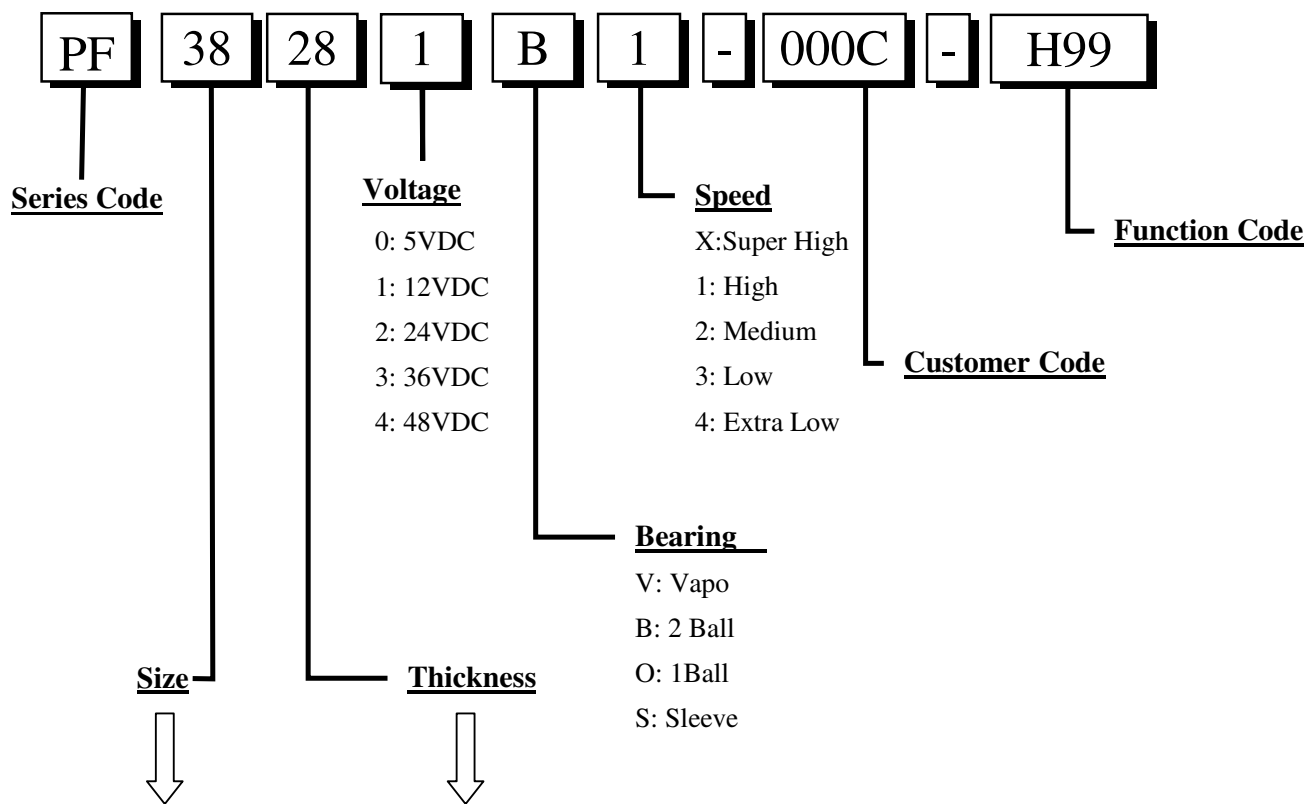 PF 38 28 1 B 1 - 000C - H99
Series Code
Voltage
0: 5VDC
1: 12VDC
2: 24VDC
3: 36VDC
4: 48VDC
Speed
X:Super High
1: High
2: Medium
3: Low
4: Extra Low
Function Code
Customer Code
Bearing
V: Vapo
B: 2 Ball
O: 1Ball
S: Sleeve
Size
Thickness